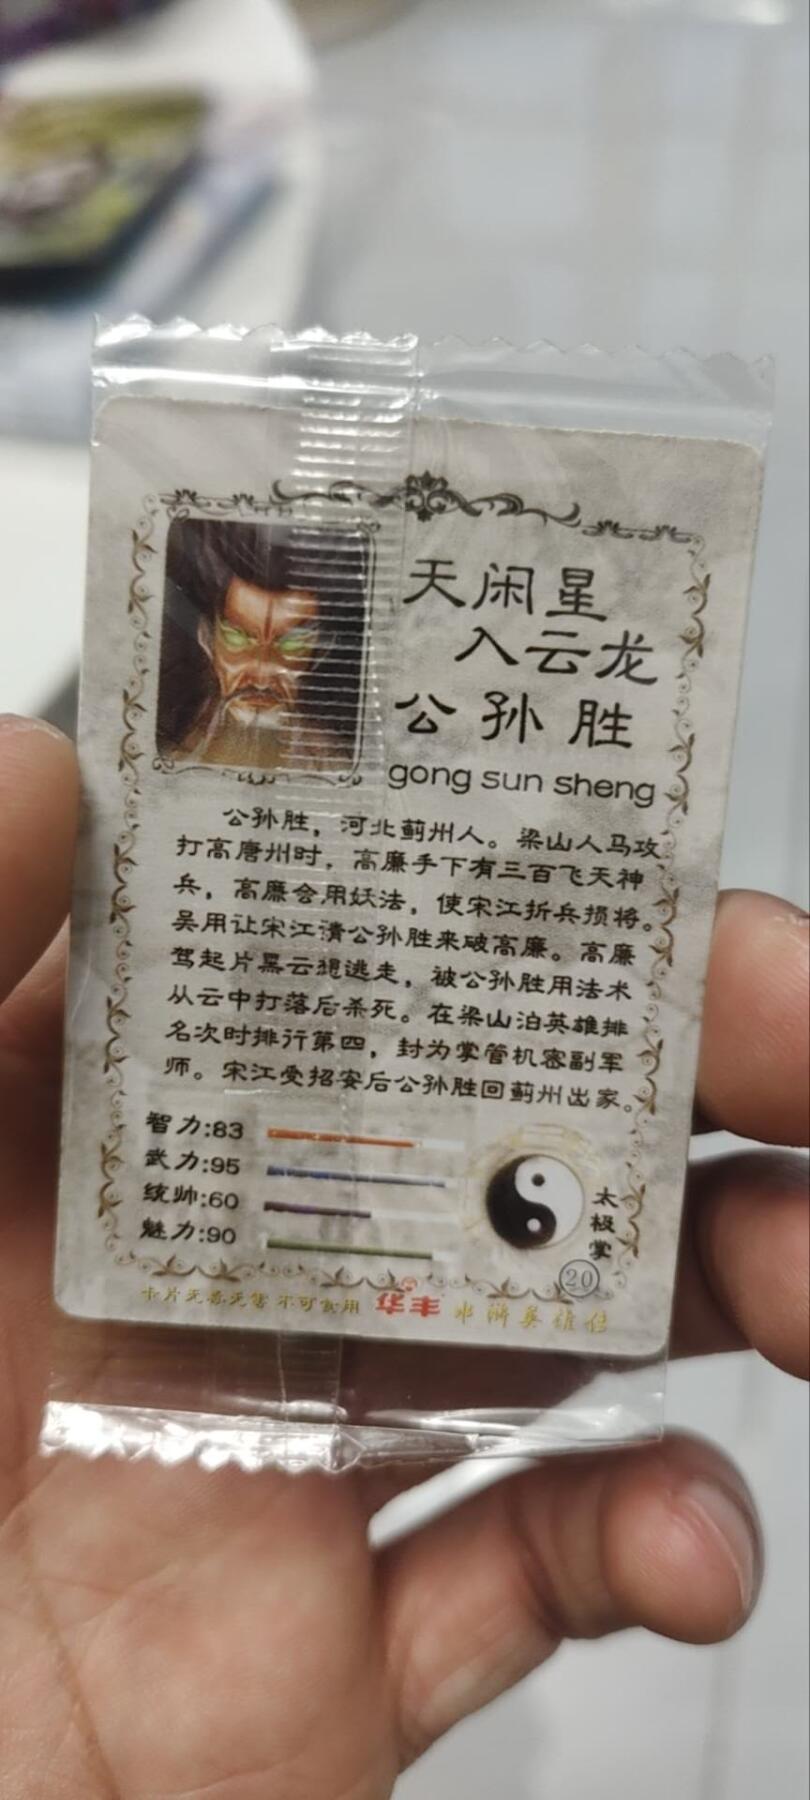 天闲星
入云龙
公孙胜
gong sun sheng
公孙胜，河北蓟州人。梁山人马攻
打高唐州时，高廉手下有三百飞天神
兵，高廉会用妖法，使宋江折兵损将。
吴用让宋江请公孙胜来破高廉。高廉
驾起片黑云想逃走，被公孙胜用法术
从云中打落后杀死。在梁山泊英雄排
名次时排行第四，封为掌管机密副军
师。宋江受招安后公孙胜回蓟州出家。
智力:83
武力:95
统帅:60
魅力:90
太极掌
20
卡片无毒无害 不可食用 华丰 水浒英雄传